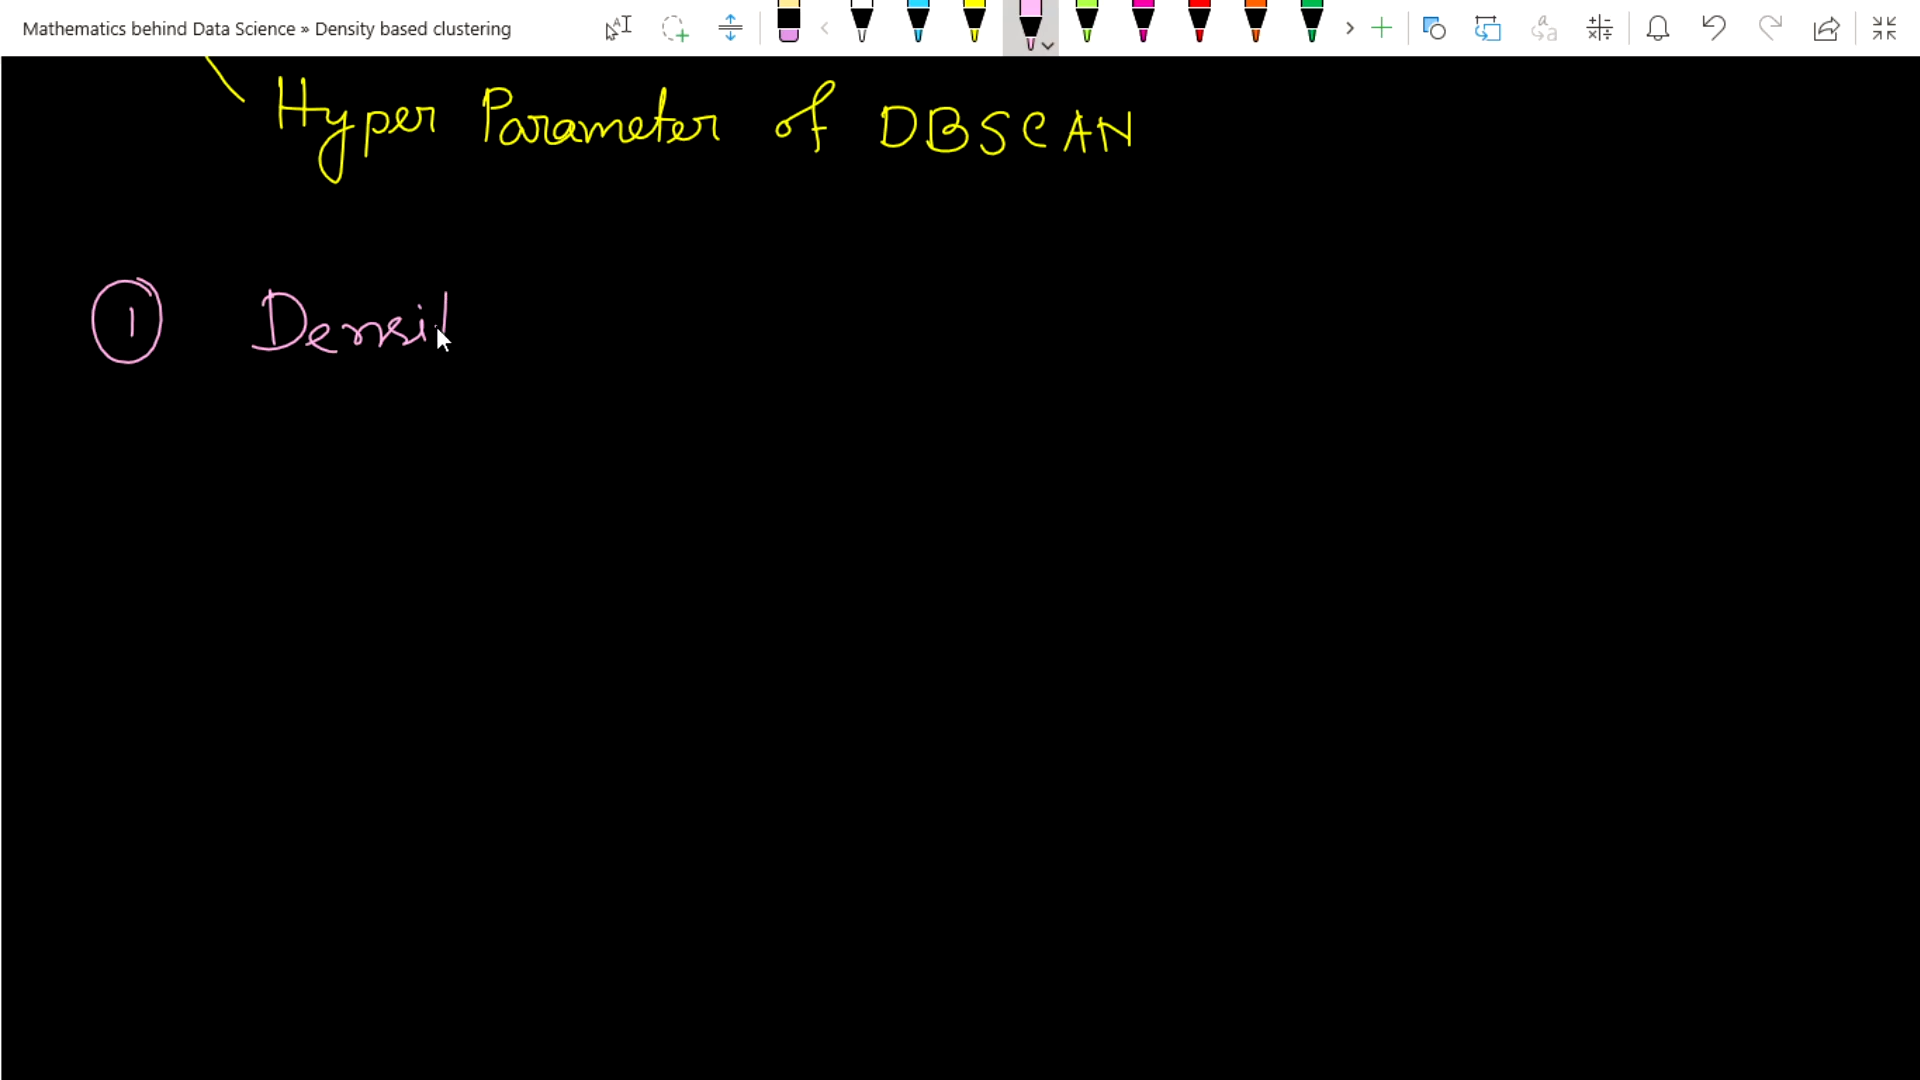 Mathematics behind Data Science » Density based clustering
Hyper Parameter of DBSCAN
① Densit